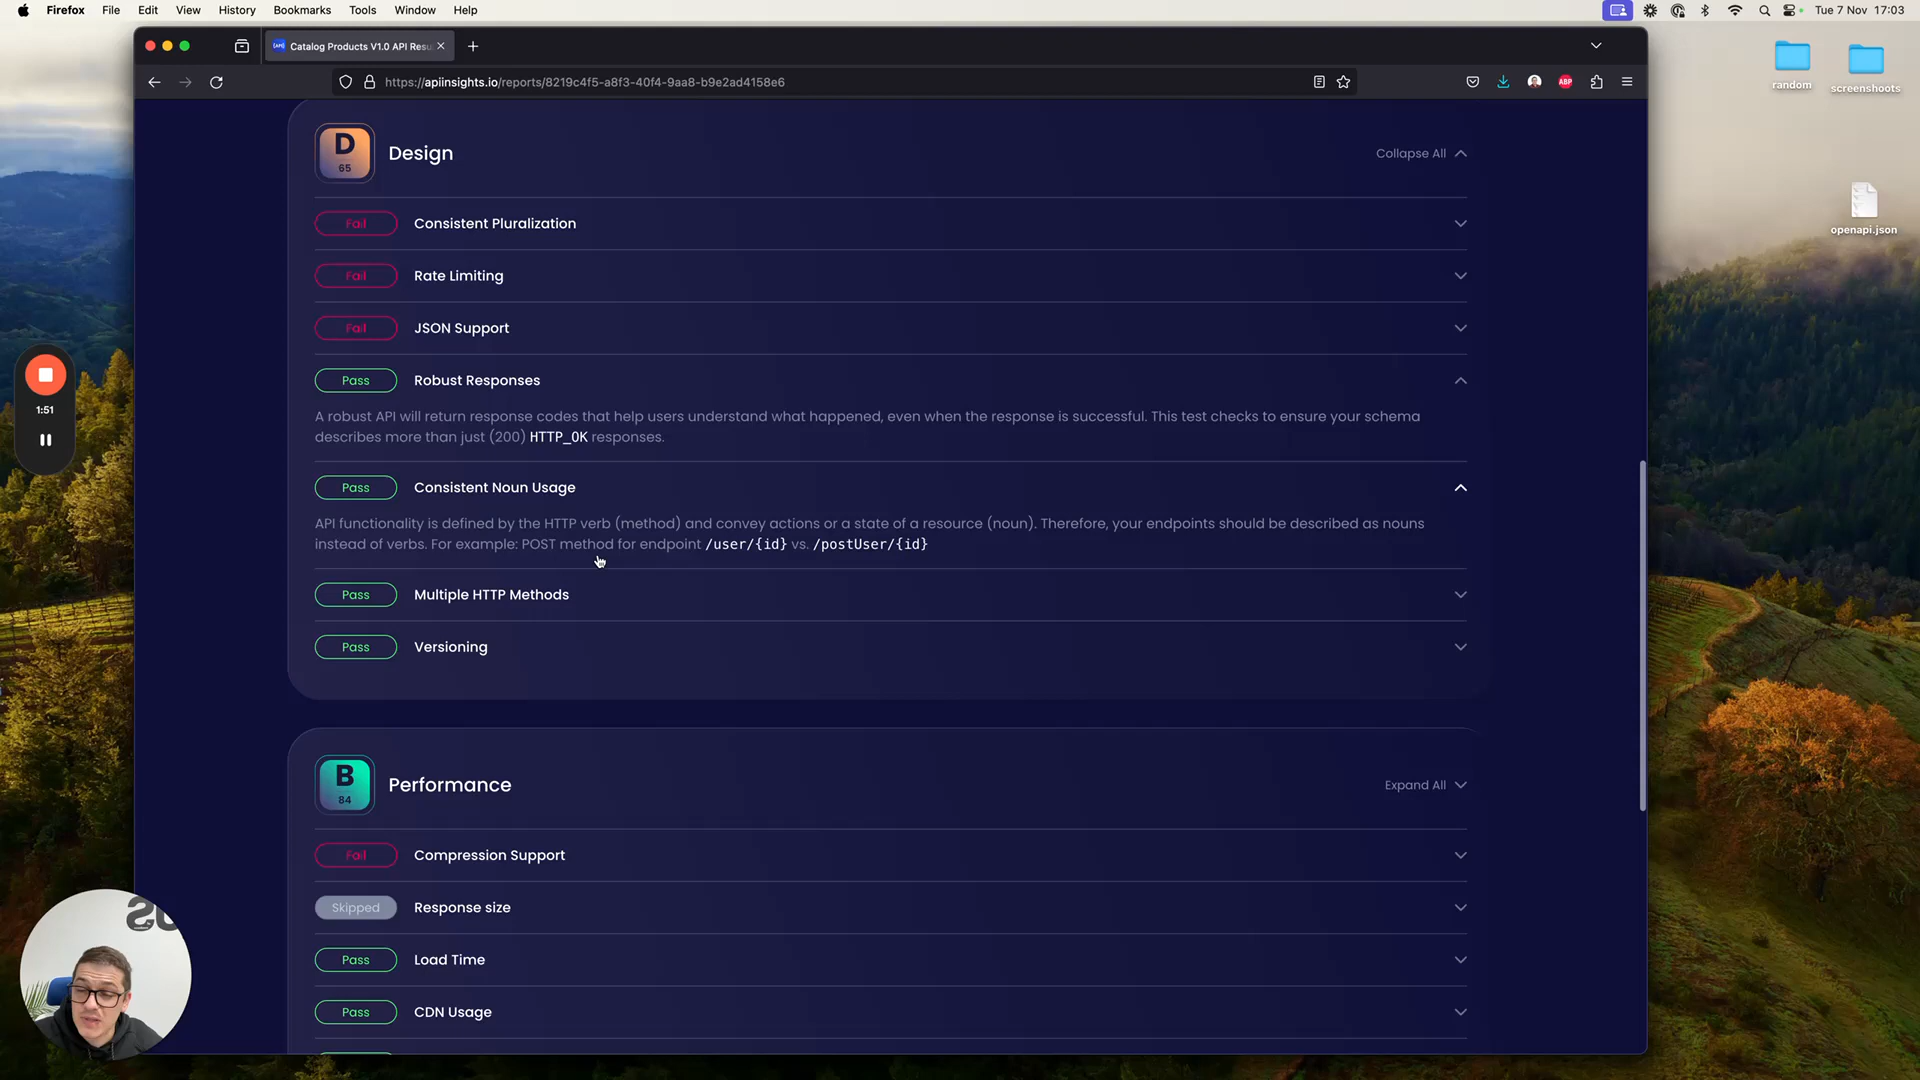 Firefox File Edit View History Bookmarks Tools Window Help
Tue 7 Nov 17:03
Catalog Products V1.0 API Resu
https://apiinsights.io/reports/8219c4f5-a8f3-40f4-9aa8-b9e2ad4158e6
ABP
random
screenshoots
openapi.json
D
65
Design
Collapse All
Fail Consistent Pluralization
Fail Rate Limiting
Fail JSON Support
Pass Robust Responses
A robust API will return response codes that help users understand what happened, even when the response is successful. This test checks to ensure your schema
describes more than just (200) HTTP_OK responses.
Pass Consistent Noun Usage
API functionality is defined by the HTTP verb (method) and convey actions or a state of a resource (noun). Therefore, your endpoints should be described as nouns
instead of verbs. For example: POST method for endpoint /user/{id} vs. /postUser/{id}
Pass Multiple HTTP Methods
Pass Versioning
1:51
B
84
Performance
Expand All
Fail Compression Support
Skipped Response size
Pass Load Time
Pass CDN Usage